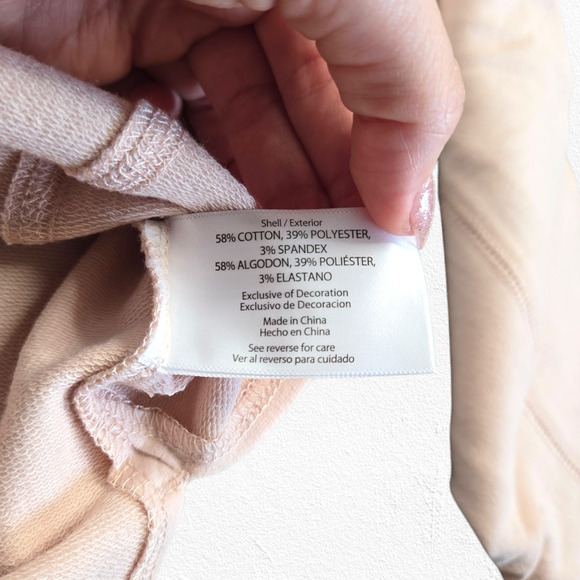 Shell / Exterior
58% COTTON, 39% POLYESTER,
3% SPANDEX
58% ALGODON, 39% POLIÉSTER,
3% ELASTANO
Exclusive of Decoration
Exclusivo de Decoracion
Made in China
Hecho en China
See reverse for care
Ver al reverso para cuidado